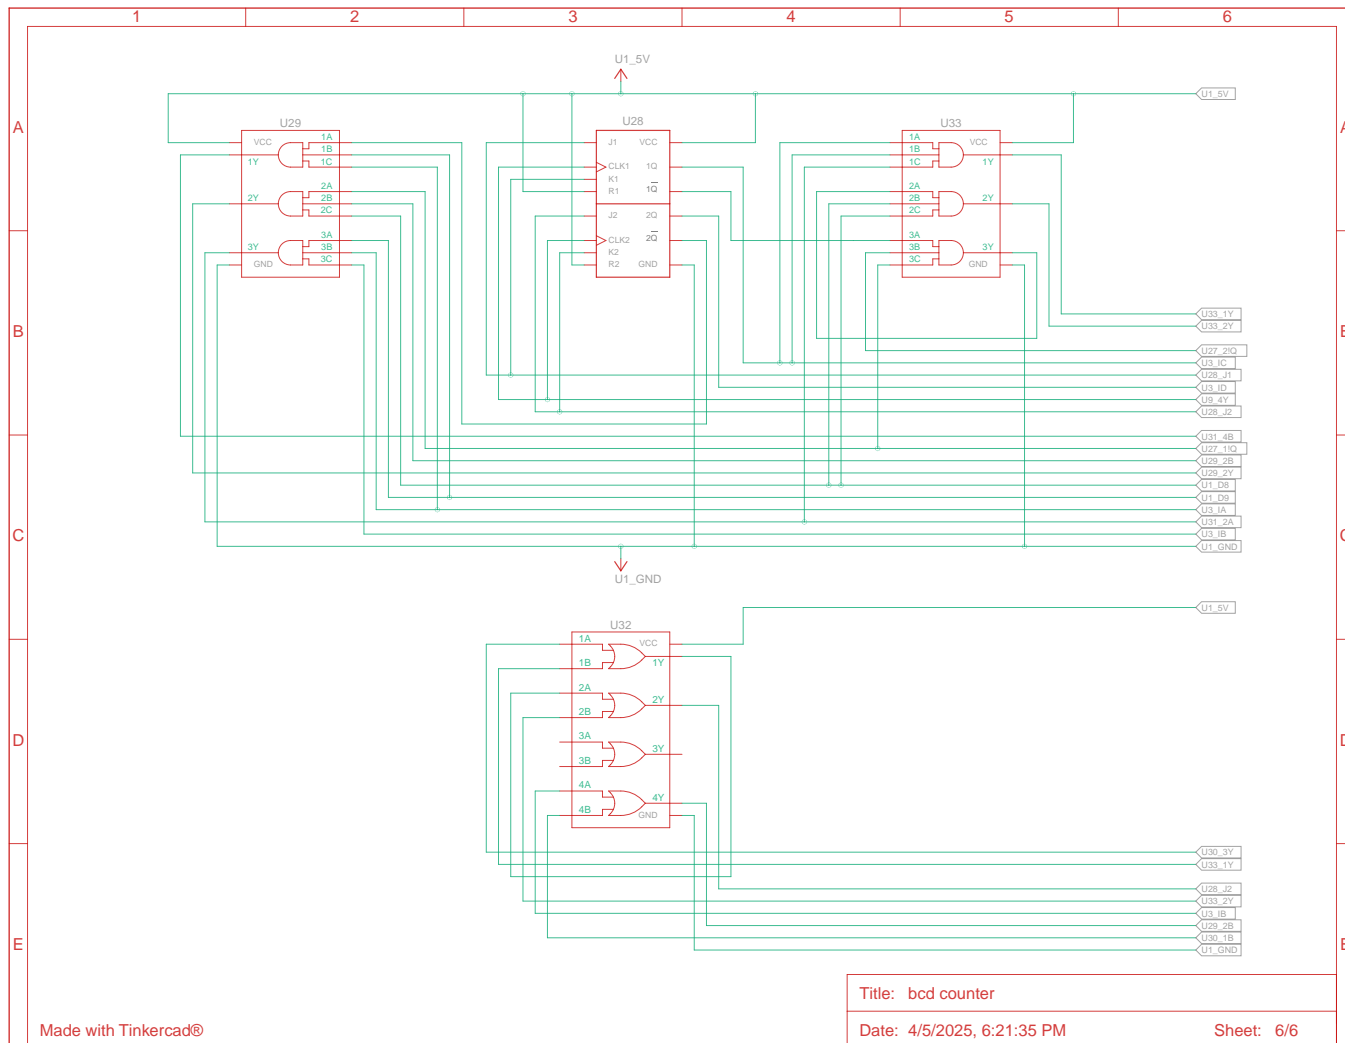 1 2 3 4 5 6
A
B
C
D
E
A
B
C
D
E
U1_5V
U1_5V
U29
VCC
1Y
2Y
3Y
GND
1A
1B
1C
2A
2B
2C
3A
3B
3C
U28
J1
CLK1
K1
R1
J2
CLK2
K2
R2
VCC
1Q
1Q
2Q
2Q
GND
U33
1A
1B
1C
2A
2B
2C
3A
3B
3C
VCC
1Y
2Y
3Y
GND
U33_1Y
U33_2Y
U27_2!Q
U3_IC
U28_J1
U3_ID
U9_4Y
U28_J2
U31_4B
U27_1!Q
U29_2B
U29_2Y
U1_D8
U1_D9
U3_IA
U31_2A
U3_IB
U1_GND
U1_GND
U1_5V
U32
1A
1B
2A
2B
3A
3B
4A
4B
VCC
1Y
2Y
3Y
4Y
GND
U30_3Y
U33_1Y
U28_J2
U33_2Y
U3_IB
U29_2B
U30_1B
U1_GND
Title: bcd counter
Made with Tinkercad®
Date: 4/5/2025, 6:21:35 PM Sheet: 6/6